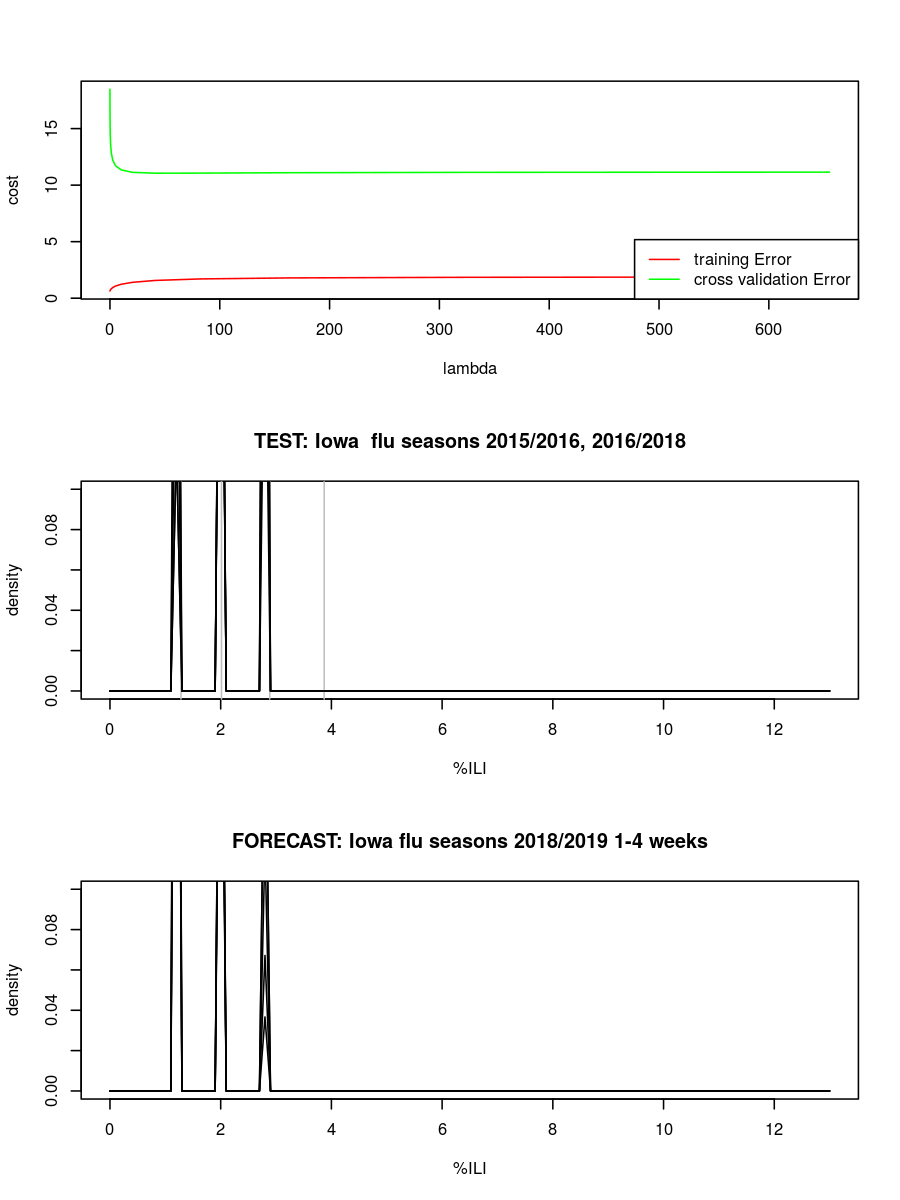 15
10
5
0
cost
training Error
cross validation Error
0 100 200 300 400 500 600
lambda
TEST: Iowa  flu seasons 2015/2016, 2016/2018
0.08
0.04
0.00
density
0 2 4 6 8 10 12
%ILI
FORECAST: Iowa flu seasons 2018/2019 1-4 weeks
0.08
0.04
0.00
density
0 2 4 6 8 10 12
%ILI